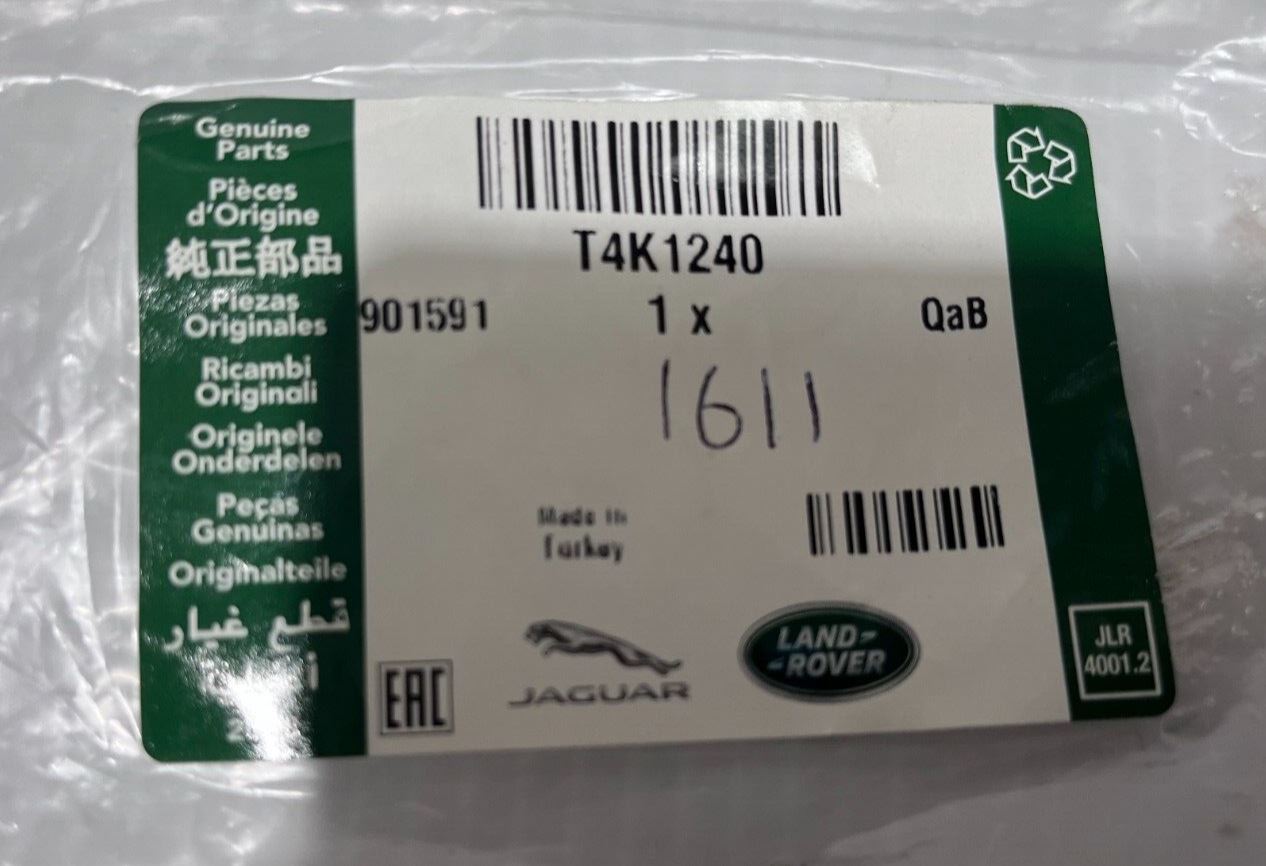 Genuine
Parts
Pièces
d'Origine
純正部品
Piezas
Originales
Ricambi
Originali
Originele
Onderdelen
Peças
Genuínas
Originalteile
قطع غيار
T4K1240
901591 1 x QaB
1611
Made In
Turkey
EAC
JAGUAR
LAND-
-ROVER
JLR
4001.2